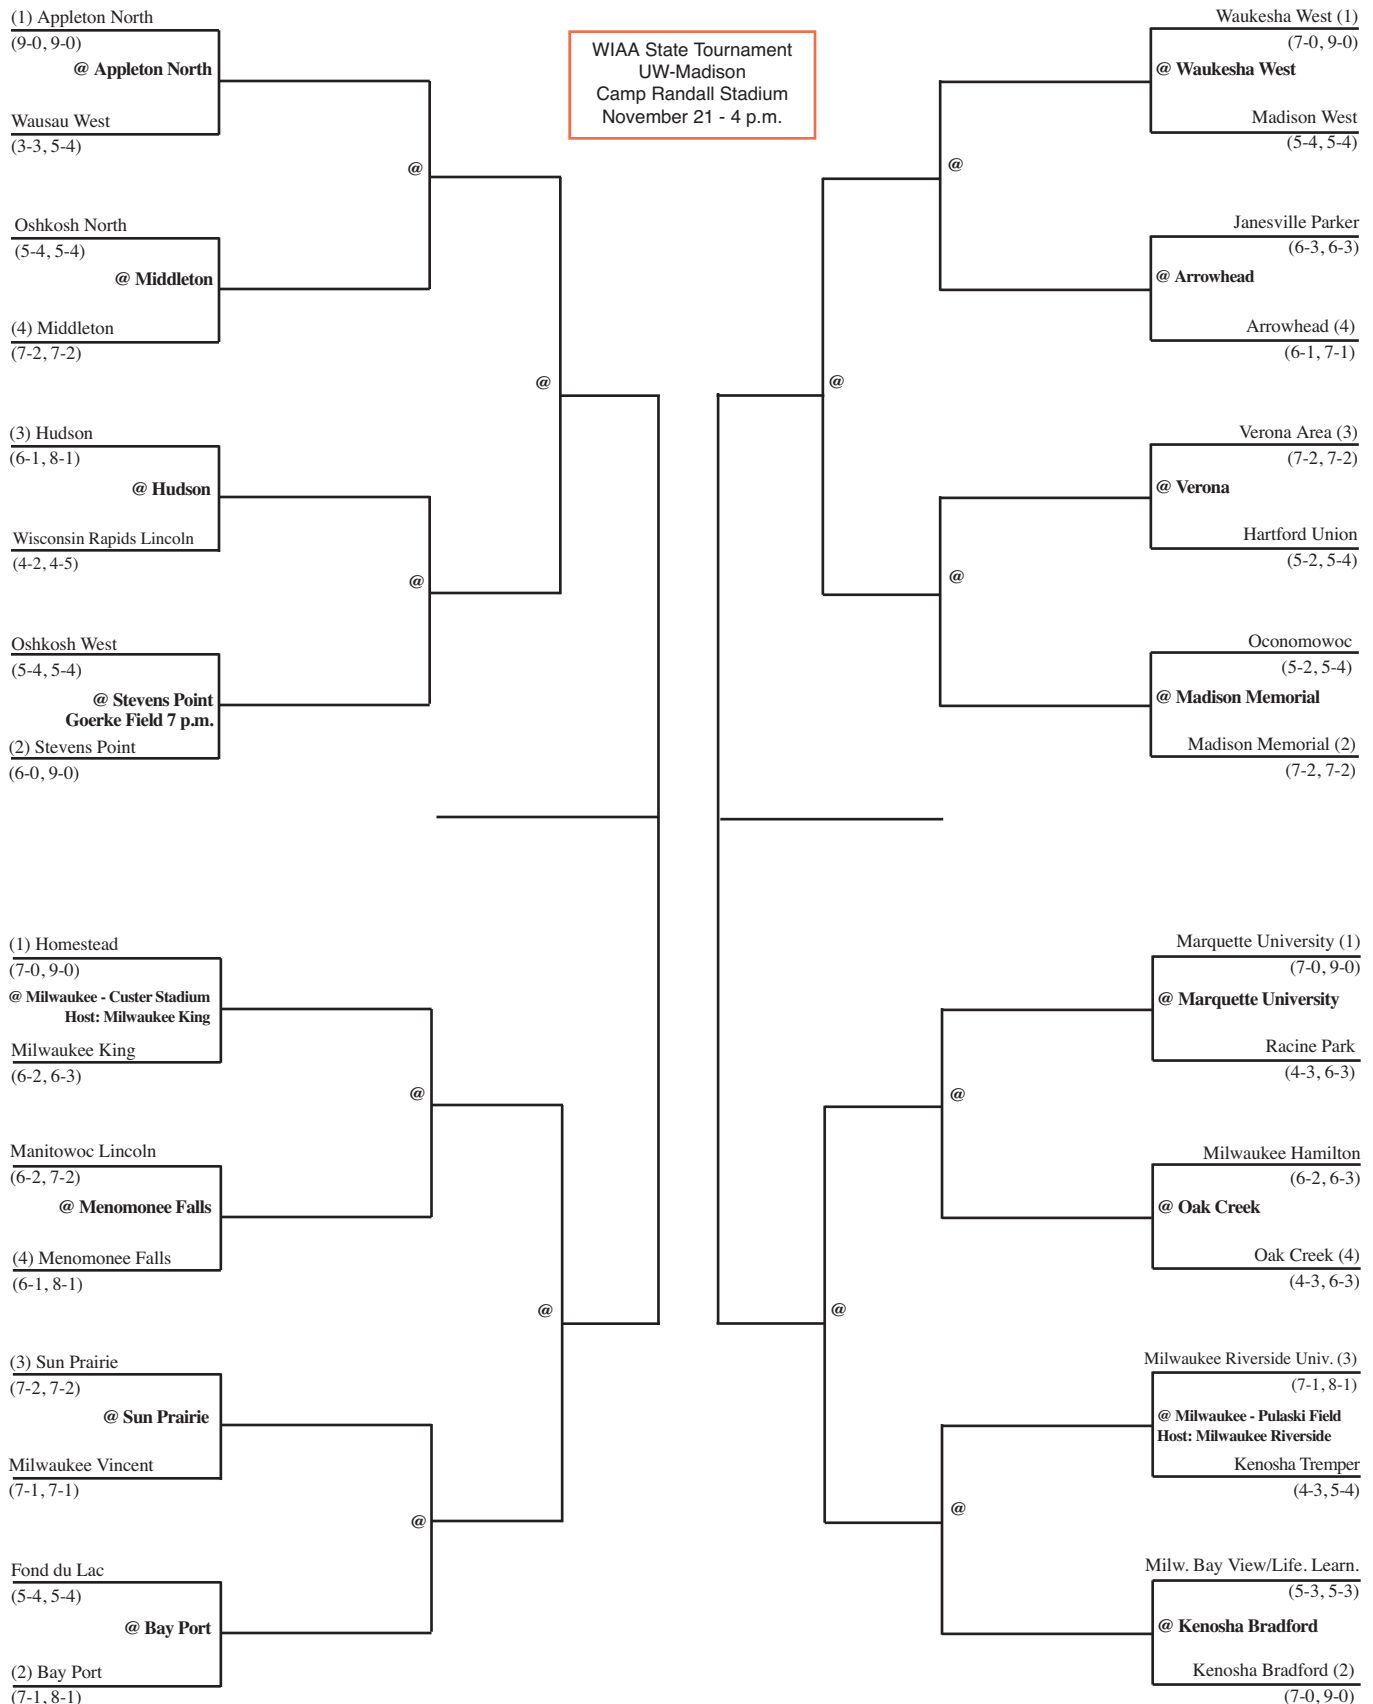 (1) Appleton North
(9-0, 9-0)
@ Appleton North
Wausau West
(3-3, 5-4)
@
Oshkosh North
(5-4, 5-4)
@ Middleton
(4) Middleton
(7-2, 7-2)
@
(3) Hudson
(6-1, 8-1)
@ Hudson
Wisconsin Rapids Lincoln
(4-2, 4-5)
@
Oshkosh West
(5-4, 5-4)
@ Stevens Point
Goerke Field 7 p.m.
(2) Stevens Point
(6-0, 9-0)
(1) Homestead
(7-0, 9-0)
@ Milwaukee - Custer Stadium
Host: Milwaukee King
Milwaukee King
(6-2, 6-3)
@
Manitowoc Lincoln
(6-2, 7-2)
@ Menomonee Falls
(4) Menomonee Falls
(6-1, 8-1)
@
(3) Sun Prairie
(7-2, 7-2)
@ Sun Prairie
Milwaukee Vincent
(7-1, 7-1)
@
Fond du Lac
(5-4, 5-4)
@ Bay Port
(2) Bay Port
(7-1, 8-1)
WIAA State Tournament
UW-Madison
Camp Randall Stadium
November 21 - 4 p.m.
Waukesha West (1)
(7-0, 9-0)
@ Waukesha West
Madison West
(5-4, 5-4)
@
Janesville Parker
(6-3, 6-3)
@ Arrowhead
Arrowhead (4)
(6-1, 7-1)
@
Verona Area (3)
(7-2, 7-2)
@ Verona
Hartford Union
(5-2, 5-4)
@
Oconomowoc
(5-2, 5-4)
@ Madison Memorial
Madison Memorial (2)
(7-2, 7-2)
Marquette University (1)
(7-0, 9-0)
@ Marquette University
Racine Park
(4-3, 6-3)
@
Milwaukee Hamilton
(6-2, 6-3)
@ Oak Creek
Oak Creek (4)
(4-3, 6-3)
@
Milwaukee Riverside Univ. (3)
(7-1, 8-1)
@ Milwaukee - Pulaski Field
Host: Milwaukee Riverside
Kenosha Tremper
(4-3, 5-4)
@
Milw. Bay View/Life. Learn.
(5-3, 5-3)
@ Kenosha Bradford
Kenosha Bradford (2)
(7-0, 9-0)